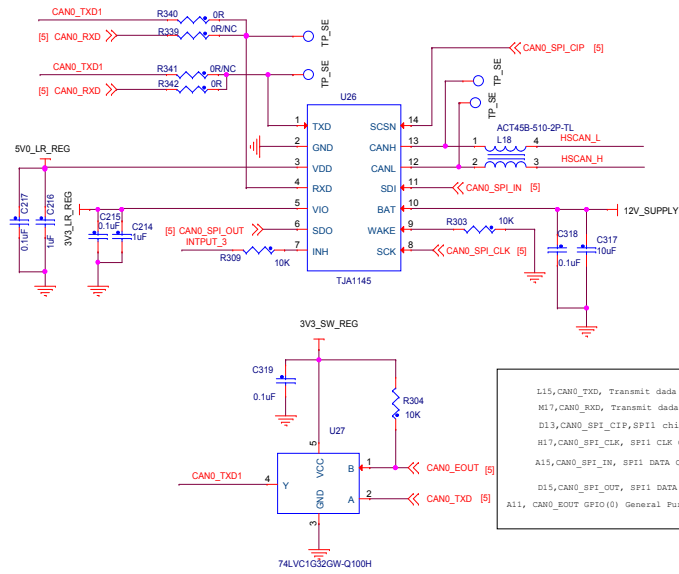 CAN0_TXD1 R340 0R
[5] CAN0_RXD R339 0R/NC
TP_SE
CAN0_TXD1 R341 0R/NC
[5] CAN0_RXD R342 0R
TP_SE
CAN0_SPI_CIP [5]
TP_SE
TP_SE
U26
1 TXD SCSN 14
2 GND CANH 13
3 VDD CANL 12
4 RXD SDI 11
5 VIO BAT 10
6 SDO WAKE 9
7 INH SCK 8
TJA1145
ACT45B-510-2P-TL
L18
1 4 HSCAN_L
2 3 HSCAN_H
CAN0_SPI_IN [5]
12V_SUPPLY
R303 10K
CAN0_SPI_CLK [5]
C318
0.1uF
C317
10uF
5V0_LR_REG
C217
0.1uF
C216
1uF
3V3_LR_REG
C215
0.1uF
C214
1uF
[5] CAN0_SPI_OUT
INTPUT_3
R309 10K
3V3_SW_REG
C319
0.1uF
R304
10K
U27
5
VCC
B 1 CAN0_EOUT [5]
CAN0_TXD1 4 Y
A 2 CAN0_TXD [5]
GND
3
74LVC1G32GW-Q100H
L15,CAN0_TXD, Transmit dada
M17,CAN0_RXD, Transmit dada
D13,CAN0_SPI_CIP,SPI1 chi
H17,CAN0_SPI_CLK, SPI1 CLK
A15,CAN0_SPI_IN, SPI1 DATA
D15,CAN0_SPI_OUT, SPI1 DATA
A11, CAN0_EOUT GPIO(0) General Pu